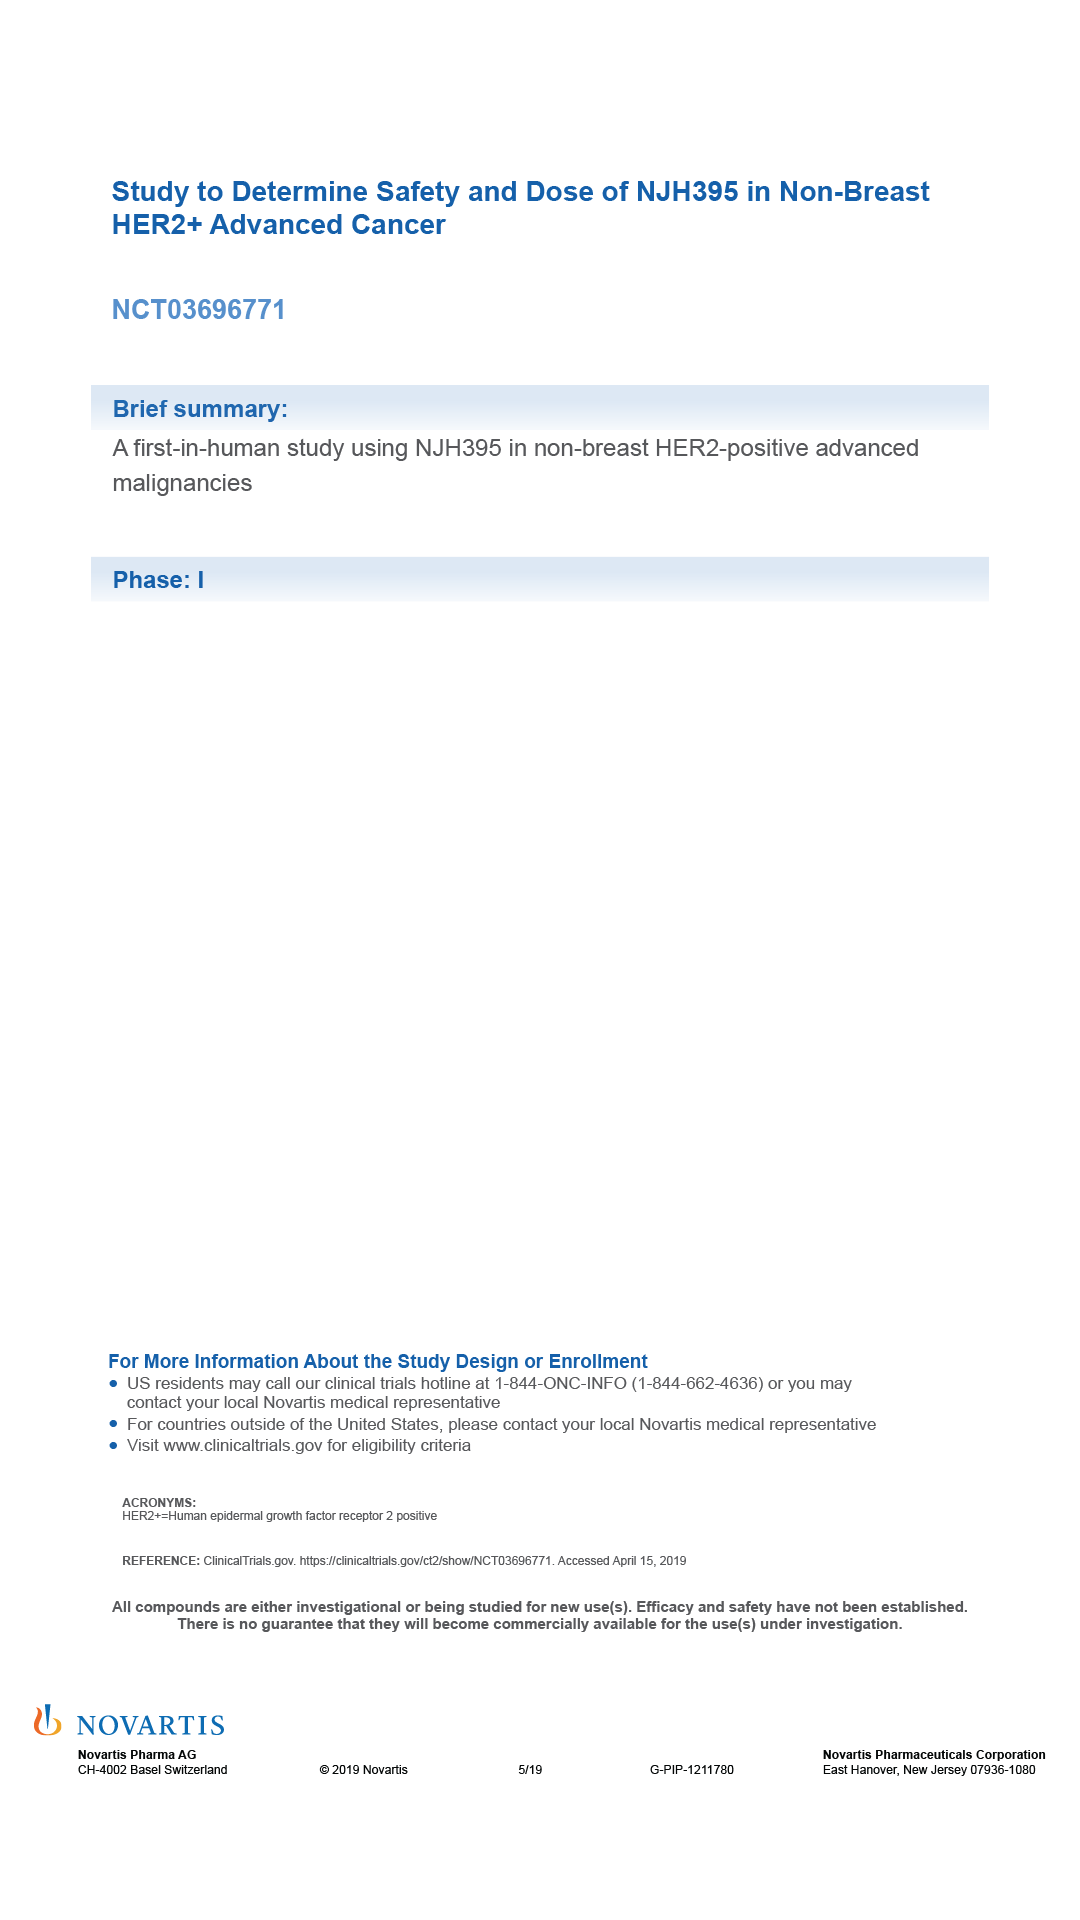 Study to Determine Safety and Dose of NJH395 in Non-Breast
HER2+ Advanced Cancer
NCT03696771
Brief summary:
A first-in-human study using NJH395 in non-breast HER2-positive advanced
malignancies
Phase: I
For More Information About the Study Design or Enrollment
● US residents may call our clinical trials hotline at 1-844-ONC-INFO (1-844-662-4636) or you may
contact your local Novartis medical representative
● For countries outside of the United States, please contact your local Novartis medical representative
● Visit www.clinicaltrials.gov for eligibility criteria
ACRONYMS:
HER2+=Human epidermal growth factor receptor 2 positive
REFERENCE: ClinicalTrials.gov. https://clinicaltrials.gov/ct2/show/NCT03696771. Accessed April 15, 2019
All compounds are either investigational or being studied for new use(s). Efficacy and safety have not been established.
There is no guarantee that they will become commercially available for the use(s) under investigation.
NOVARTIS
Novartis Pharma AG
CH-4002 Basel Switzerland
© 2019 Novartis
5/19
G-PIP-1211780
Novartis Pharmaceuticals Corporation
East Hanover, New Jersey 07936-1080